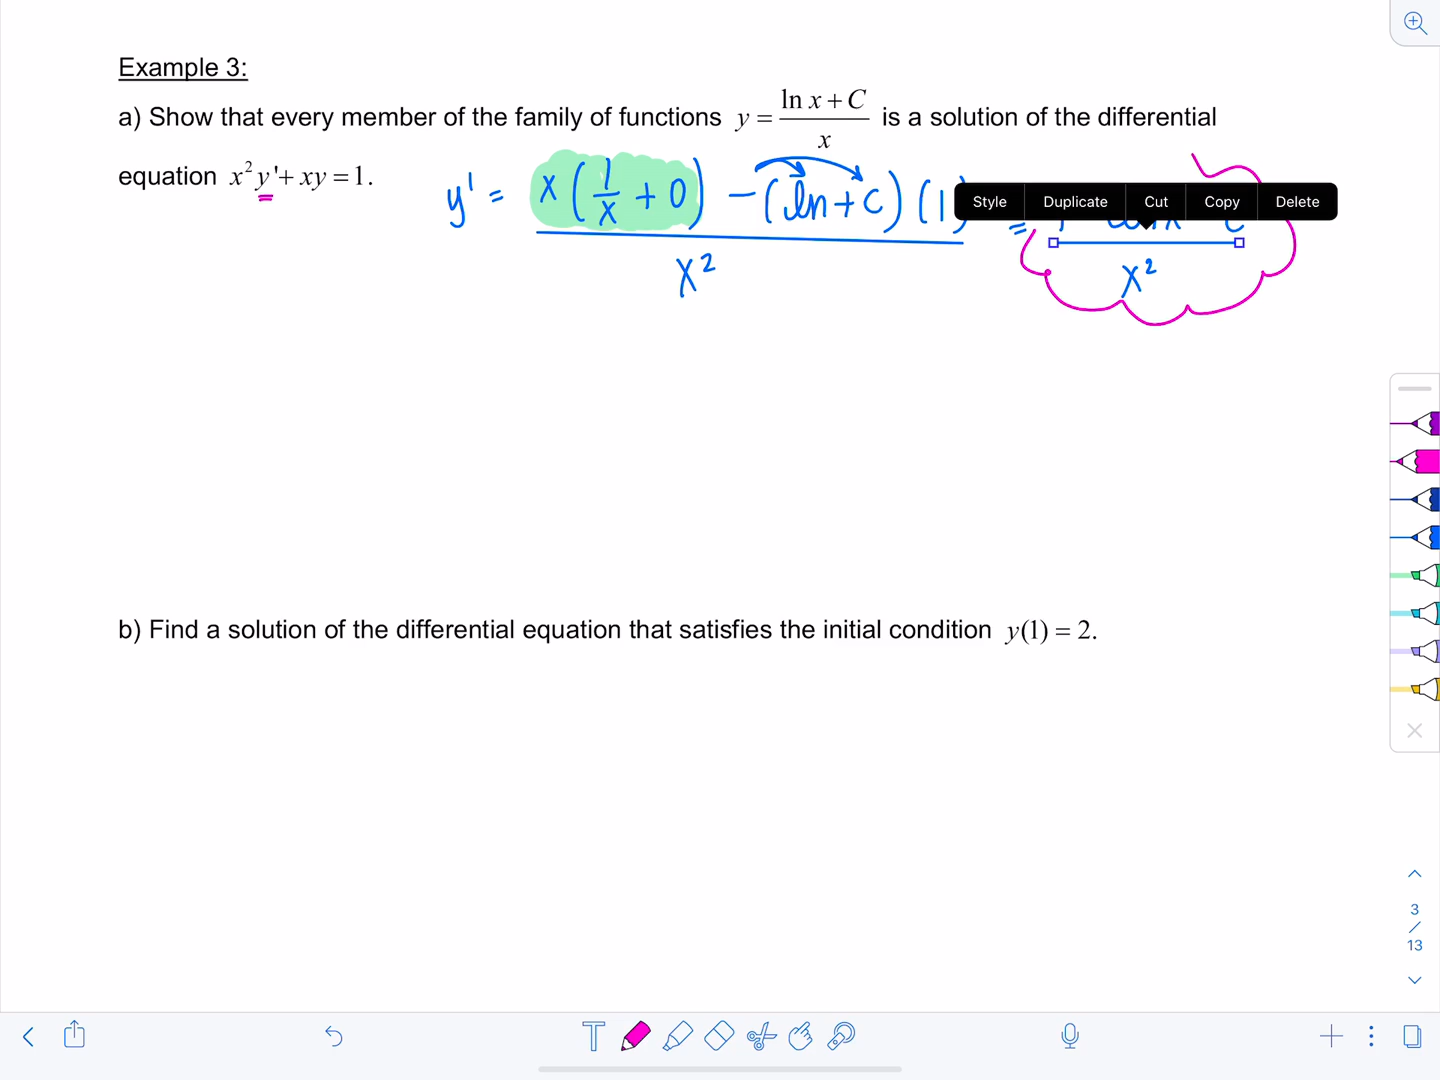 Example 3:
a) Show that every member of the family of functions y = (ln x + C)/x is a solution of the differential
equation x²y'+ xy = 1.
y' = (x(1/x + 0) − (ln + C)(1))/x² = /x²
Style Duplicate Cut Copy Delete
b) Find a solution of the differential equation that satisfies the initial condition y(1) = 2.
3
/
13
T